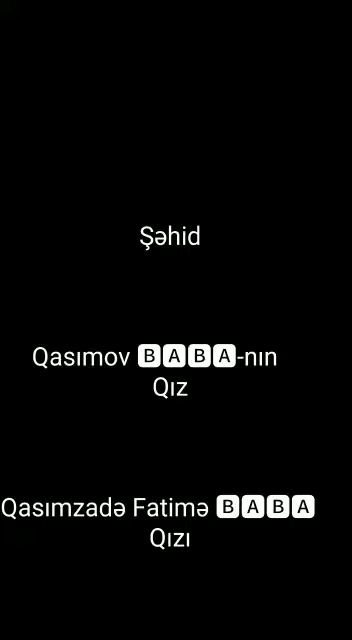 Şəhid
Qasımov 🅱🅰🅱🅰-nın
Qız
Qasımzadə Fatimə 🅱🅰🅱🅰
Qızı